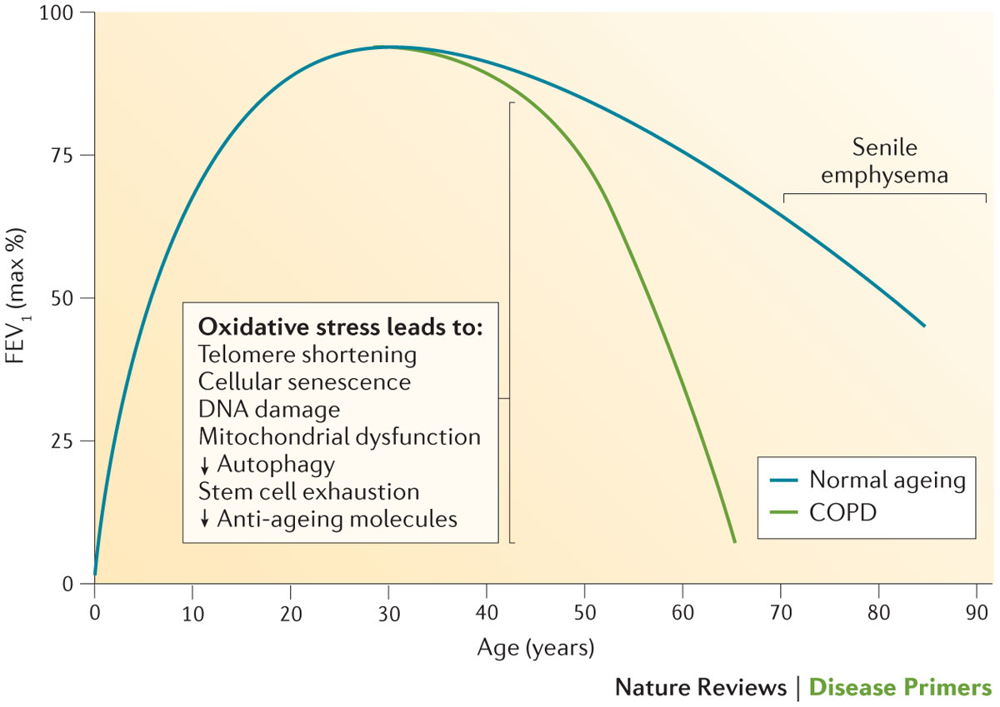 100
75
50
25
0
FEV1 (max %)
Senile
emphysema
Oxidative stress leads to:
Telomere shortening
Cellular senescence
DNA damage
Mitochondrial dysfunction
↓ Autophagy
Stem cell exhaustion
↓ Anti-ageing molecules
Normal ageing
COPD
0 10 20 30 40 50 60 70 80 90
Age (years)
Nature Reviews | Disease Primers